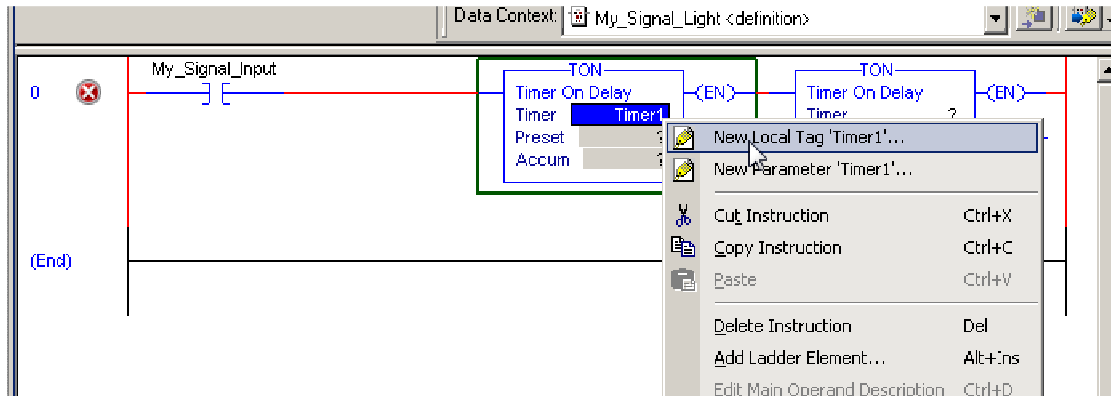 Data Context: My_Signal_Light <definition>
My_Signal_Input
TON TON
0 Timer On Delay EN Timer On Delay EN
Timer Timer1 Timer ?
Preset ?
Accum ?
New Local Tag 'Timer1'...
New Parameter 'Timer1'...
Cut Instruction Ctrl+X
Copy Instruction Ctrl+C
(End)
Paste Ctrl+V
Delete Instruction Del
Add Ladder Element... Alt+Ins
Edit Main Operand Description Ctrl+D